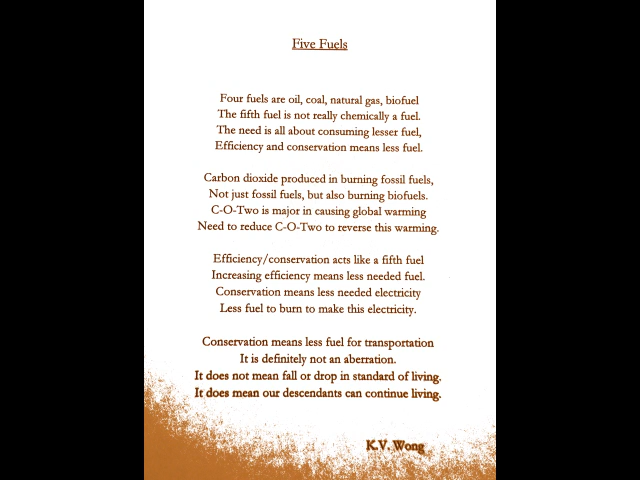 Five Fuels
Four fuels are oil, coal, natural gas, biofuel
The fifth fuel is not really chemically a fuel.
The need is all about consuming lesser fuel,
Efficiency and conservation means less fuel.
Carbon dioxide produced in burning fossil fuels,
Not just fossil fuels, but also burning biofuels.
C-O-Two is major in causing global warming
Need to reduce C-O-Two to reverse this warming.
Efficiency/conservation acts like a fifth fuel
Increasing efficiency means less needed fuel.
Conservation means less needed electricity
Less fuel to burn to make this electricity.
Conservation means less fuel for transportation
It is definitely not an aberration.
It does not mean fall or drop in standard of living.
It does mean our descendants can continue living.
K.V. Wong